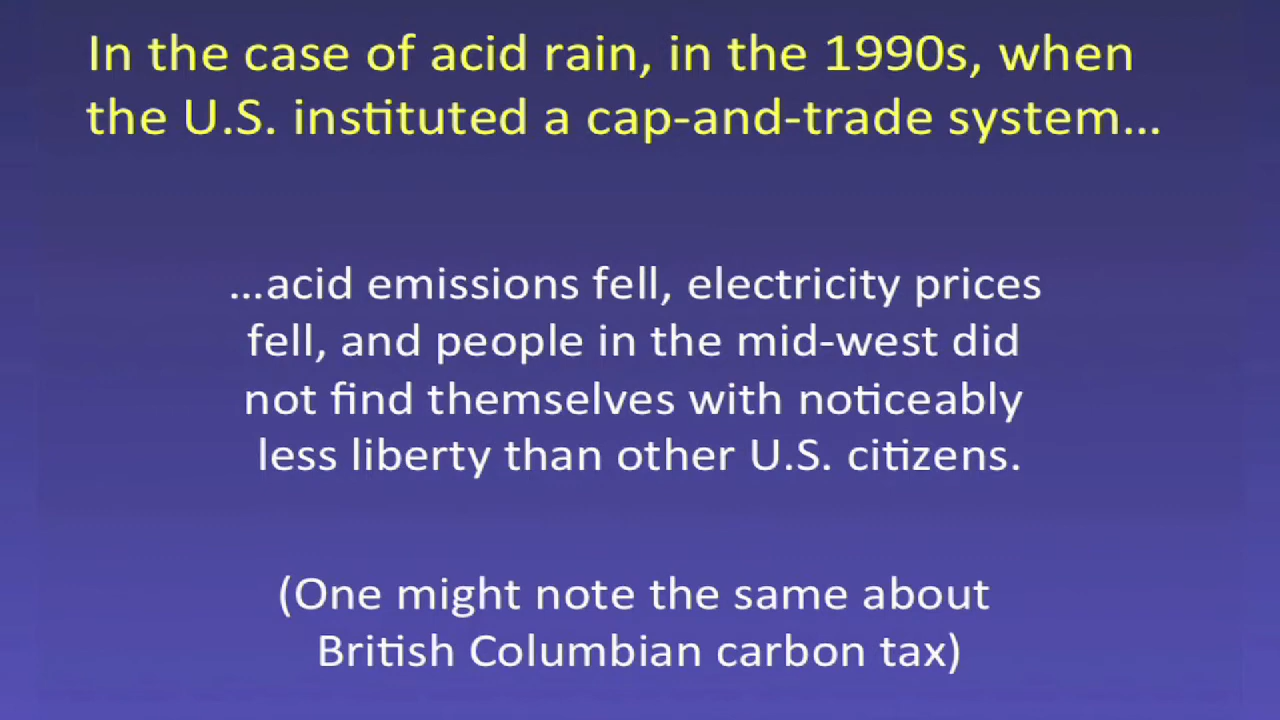 In the case of acid rain, in the 1990s, when
the U.S. instituted a cap-and-trade system...
...acid emissions fell, electricity prices
fell, and people in the mid-west did
not find themselves with noticeably
less liberty than other U.S. citizens.
(One might note the same about
British Columbian carbon tax)